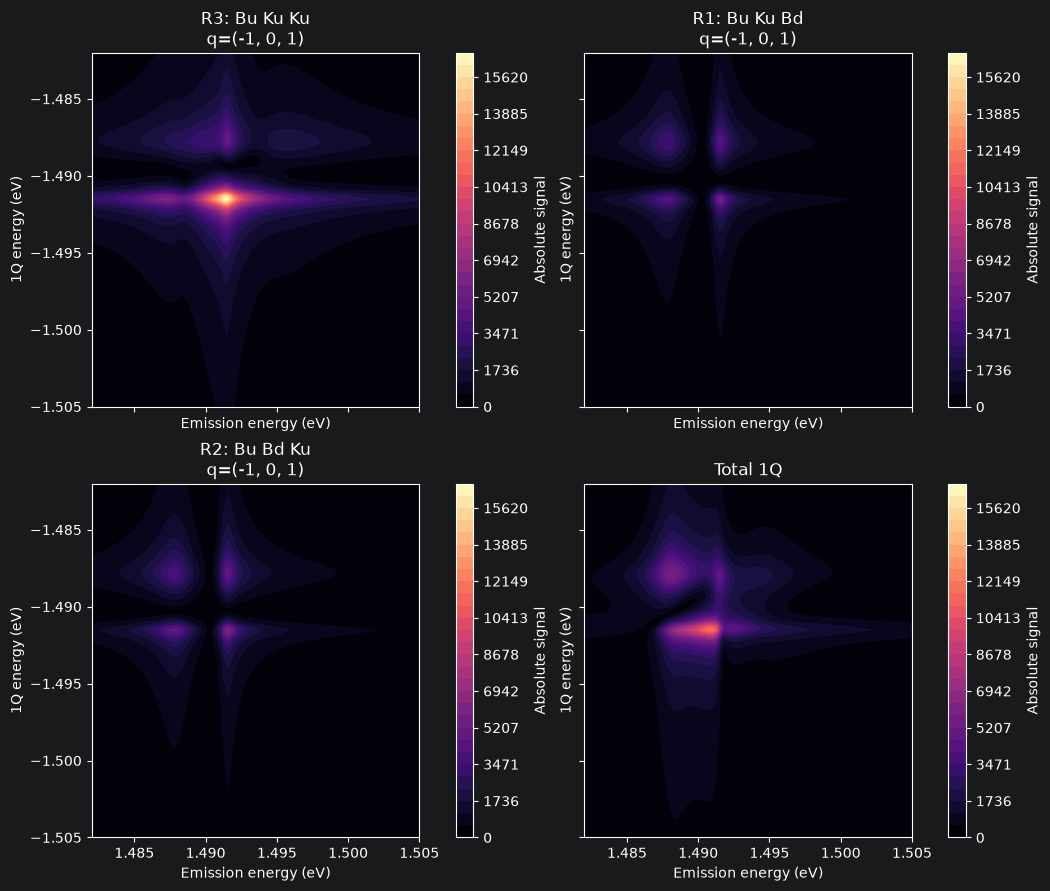 R3: Bu Ku Ku
q=(-1, 0, 1)
−1.485
−1.490
−1.495
−1.500
−1.505
1Q energy (eV)
Emission energy (eV)
15620
13885
12149
10413
8678
6942
5207
3471
1736
0
Absolute signal
R1: Bu Ku Bd
q=(-1, 0, 1)
1Q energy (eV)
Emission energy (eV)
15620
13885
12149
10413
8678
6942
5207
3471
1736
0
Absolute signal
R2: Bu Bd Ku
q=(-1, 0, 1)
−1.485
−1.490
−1.495
−1.500
−1.505
1Q energy (eV)
1.485 1.490 1.495 1.500 1.505
Emission energy (eV)
15620
13885
12149
10413
8678
6942
5207
3471
1736
0
Absolute signal
Total 1Q
1Q energy (eV)
1.485 1.490 1.495 1.500 1.505
Emission energy (eV)
15620
13885
12149
10413
8678
6942
5207
3471
1736
0
Absolute signal